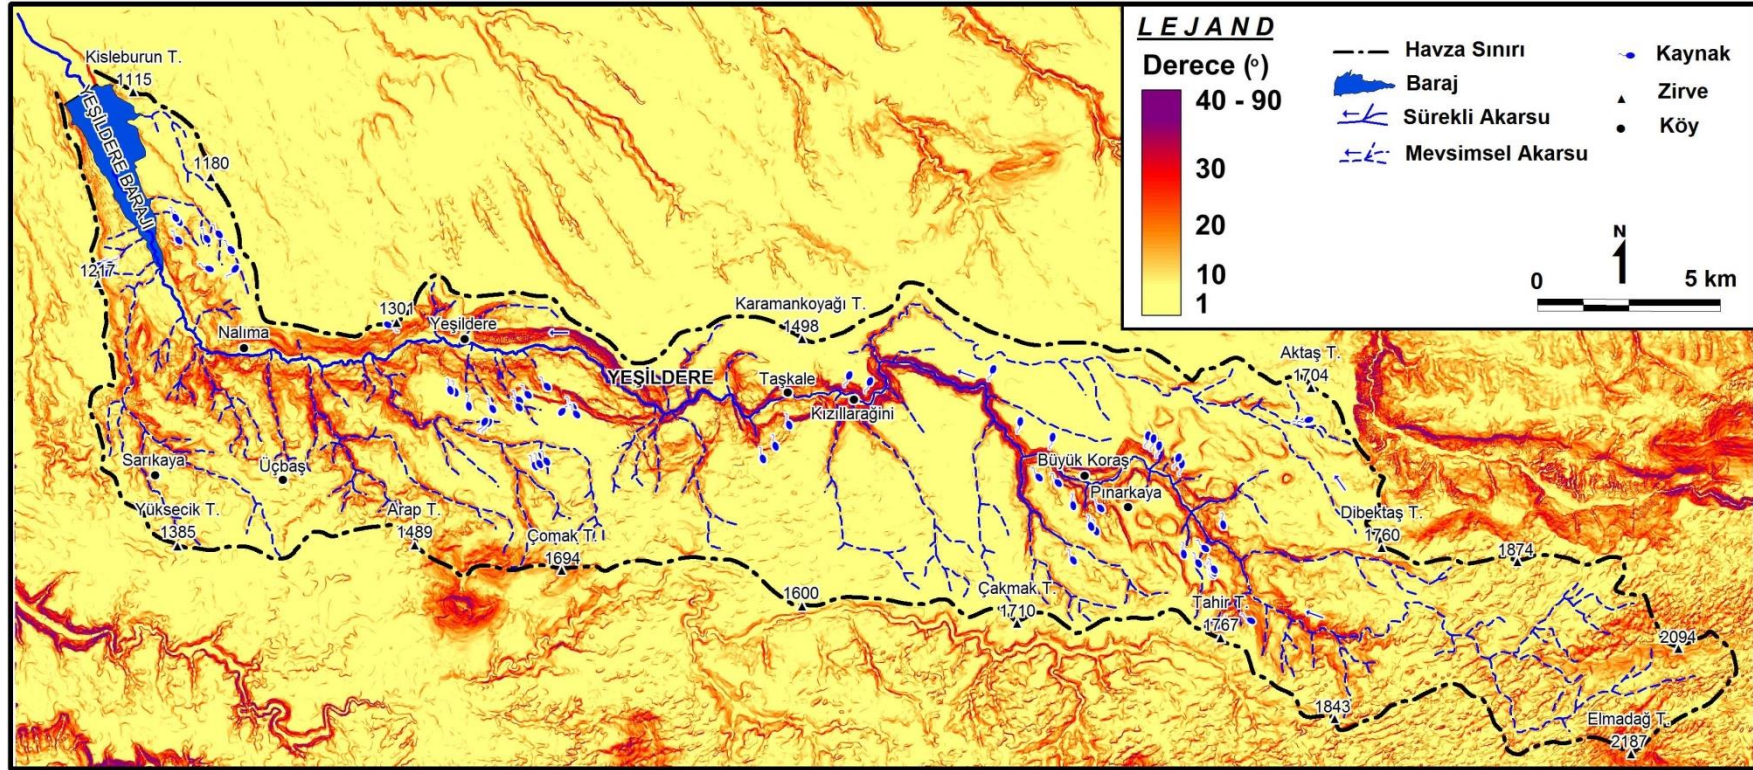 L E J A N D
Derece (o)
40 - 90
30
20
10
1
Havza Sınırı
Baraj
Sürekli Akarsu
Mevsimsel Akarsu
Kaynak
Zirve
Köy
N
0
5 km
Kisleburun T.
1115
YEŞİLDERE BARAJI
1180
1217
Nalıma
1301
Yeşildere
Karamankoyağı T.
1498
YEŞİLDERE
Taşkale
Kızıllarağini
Aktaş T.
1704
Sarıkaya
Üçbaş
Büyük Koraş
Pınarkaya
Yüksecik T.
1385
Arap T.
1489
Çomak T.
1694
Dibektaş T.
1760
1874
1600
Çakmak T.
1710
Tahir T.
1767
2094
1843
Elmadağ T.
2187